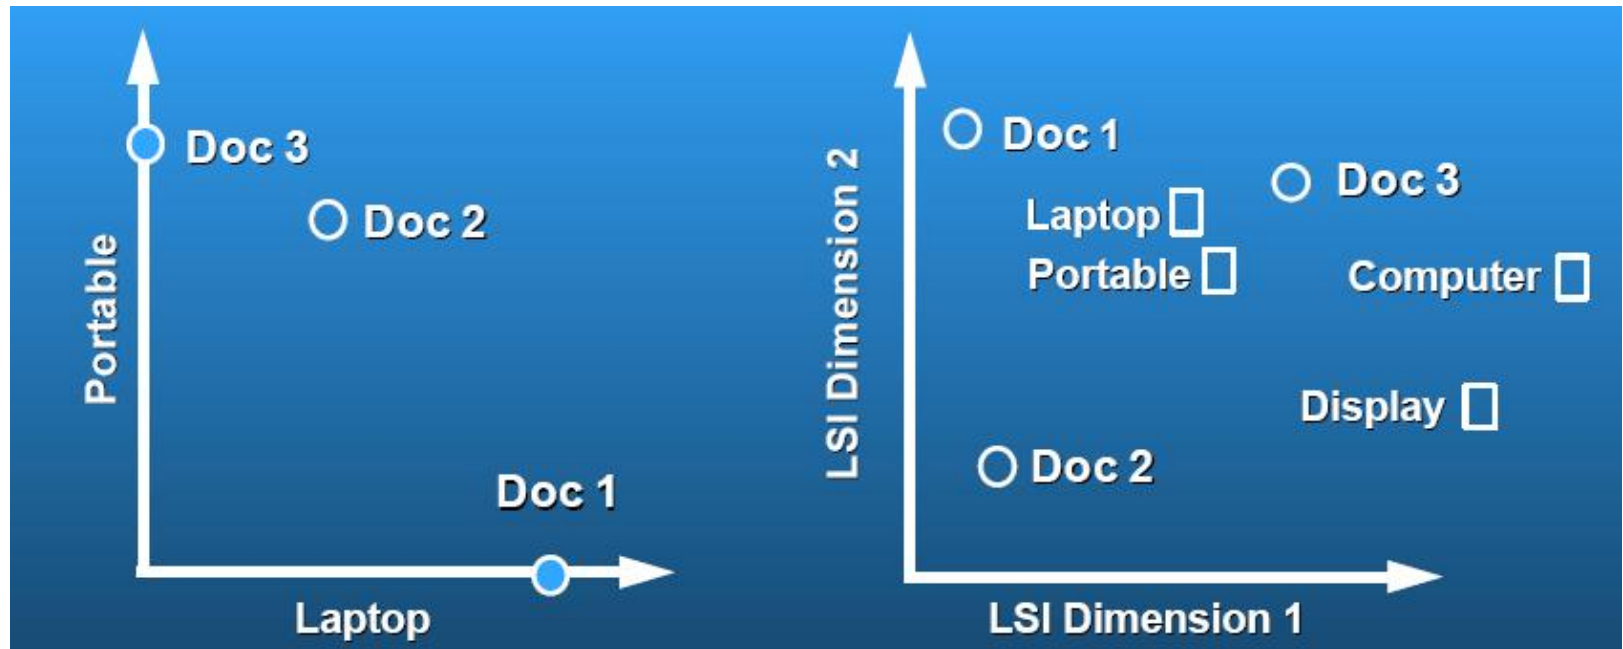 Doc 3
Doc 2
Portable
Doc 1
Laptop
Doc 1
Doc 3
Laptop
Portable
Computer
LSI Dimension 2
Display
Doc 2
LSI Dimension 1